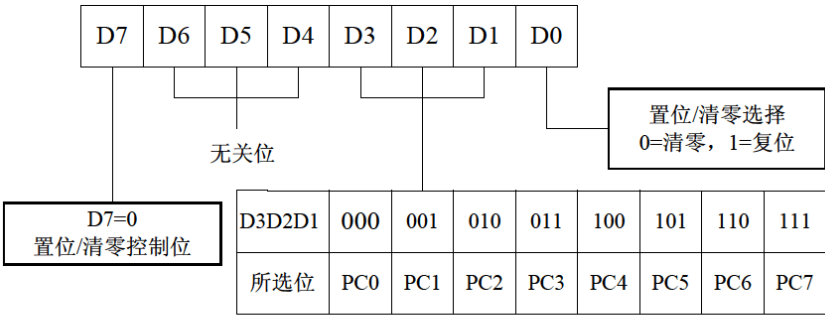 D7 D6 D5 D4 D3 D2 D1 D0
置位/清零选择
0=清零，1=复位
无关位
D7=0
置位/清零控制位
D3D2D1 000 001 010 011 100 101 110 111
所选位 PC0 PC1 PC2 PC3 PC4 PC5 PC6 PC7